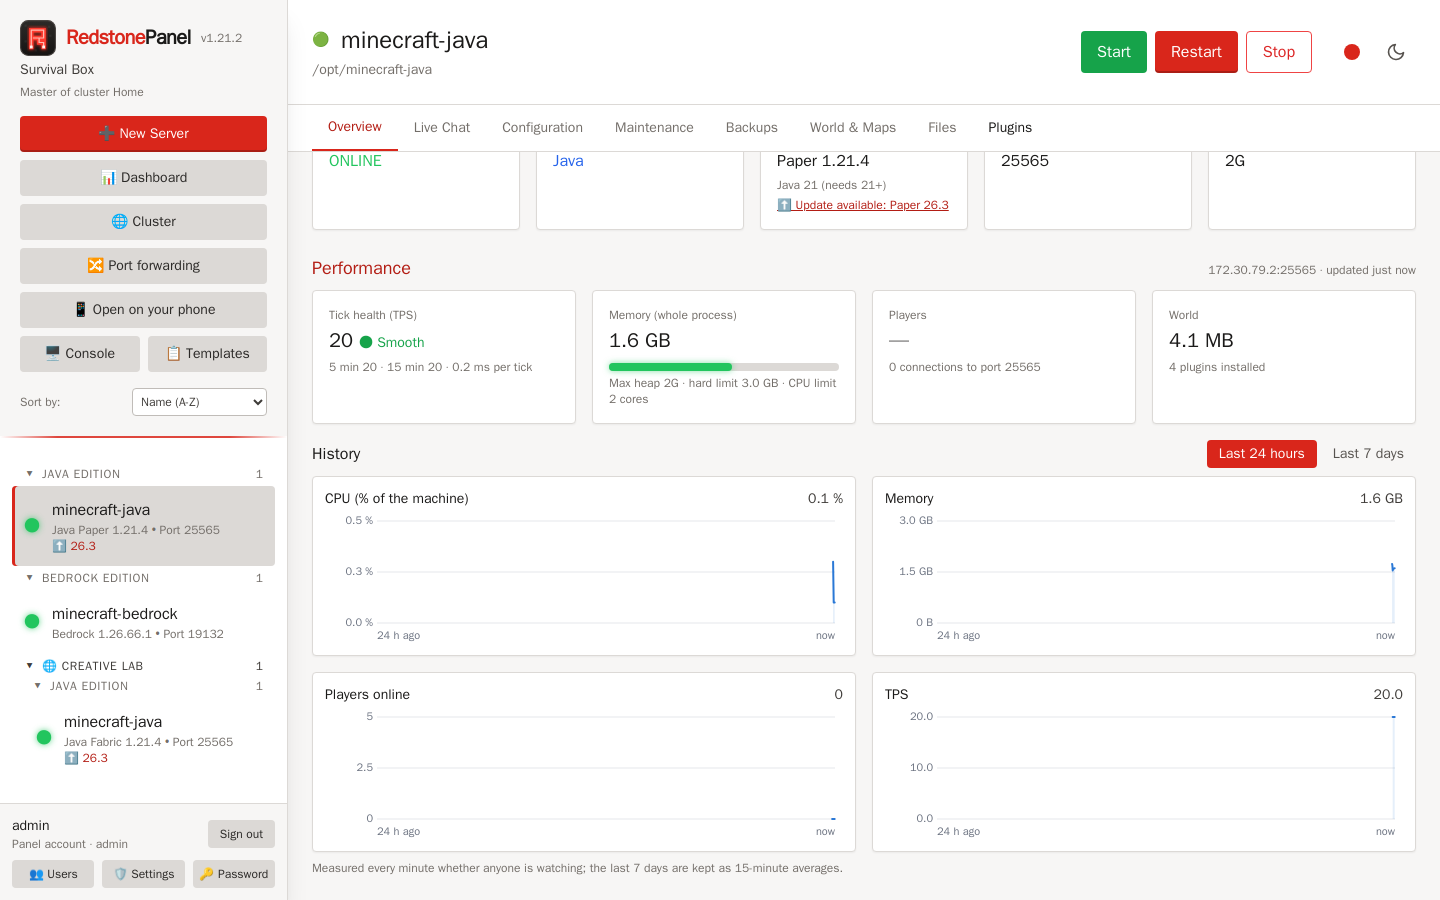 RedstonePanel v1.21.2
Survival Box
Master of cluster Home
➕ New Server
📊 Dashboard
🌐 Cluster
🔀 Port forwarding
📱 Open on your phone
🖥️ Console
📋 Templates
Sort by:
Name (A-Z)
▼ JAVA EDITION 1
minecraft-java
Java Paper 1.21.4 • Port 25565
⬆️ 26.3
▼ BEDROCK EDITION 1
minecraft-bedrock
Bedrock 1.26.66.1 • Port 19132
▼ 🌐 CREATIVE LAB 1
▼ JAVA EDITION 1
minecraft-java
Java Fabric 1.21.4 • Port 25565
⬆️ 26.3
admin
Panel account · admin
Sign out
👥 Users
🛡️ Settings
🔑 Password
minecraft-java
/opt/minecraft-java
Start
Restart
Stop
Overview
Live Chat
Configuration
Maintenance
Backups
World & Maps
Files
Plugins
ONLINE
Java
Paper 1.21.4
Java 21 (needs 21+)
⬆️ Update available: Paper 26.3
25565
2G
Performance
172.30.79.2:25565 · updated just now
Tick health (TPS)
20 Smooth
5 min 20 · 15 min 20 · 0.2 ms per tick
Memory (whole process)
1.6 GB
Max heap 2G · hard limit 3.0 GB · CPU limit
2 cores
Players
—
0 connections to port 25565
World
4.1 MB
4 plugins installed
History
Last 24 hours
Last 7 days
CPU (% of the machine) 0.1 %
0.5 %
0.3 %
0.0 %
24 h ago now
Memory 1.6 GB
3.0 GB
1.5 GB
0 B
24 h ago now
Players online 0
5
2.5
0
24 h ago now
TPS 20.0
20.0
10.0
0.0
24 h ago now
Measured every minute whether anyone is watching; the last 7 days are kept as 15-minute averages.